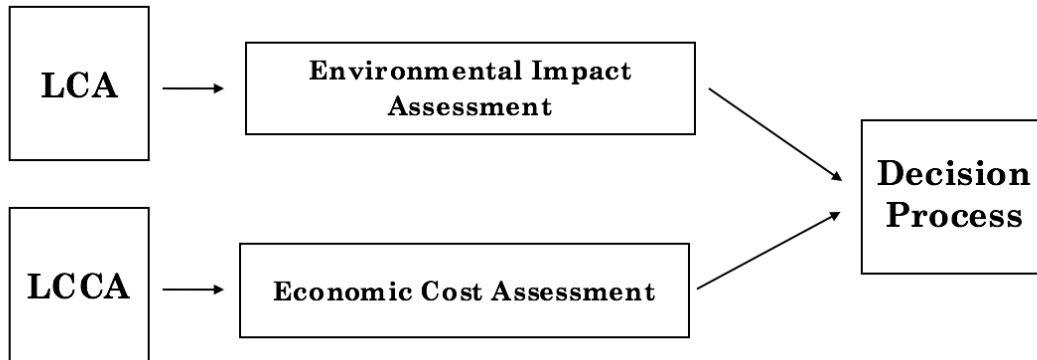 LCA
Environmental Impact
Assessment
Decision
Process
LCCA
Economic Cost Assessment